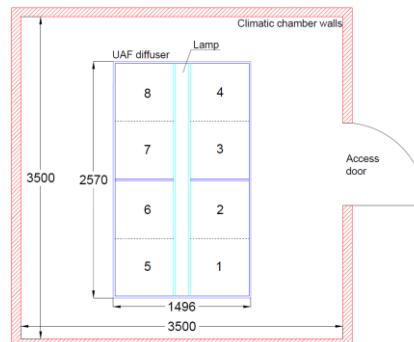 Climatic chamber walls
Lamp
UAF diffuser
8
4
7
3
Access
door
3500
2570
6
2
5
1
1496
3500